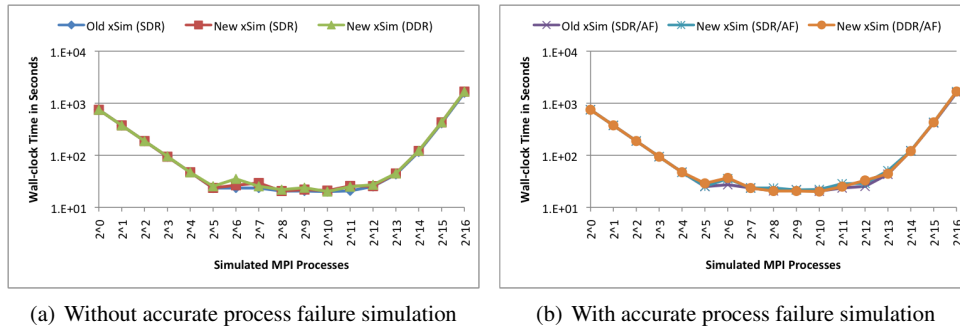 Old xSim (SDR) New xSim (SDR) New xSim (DDR)
1.E+04
1.E+03
1.E+02
1.E+01
Wall-clock Time in Seconds
2^0 2^1 2^2 2^3 2^4 2^5 2^6 2^7 2^8 2^9 2^10 2^11 2^12 2^13 2^14 2^15 2^16
Simulated MPI Processes
(a) Without accurate process failure simulation
Old xSim (SDR/AF) New xSim (SDR/AF) New xSim (DDR/AF)
1.E+04
1.E+03
1.E+02
1.E+01
Wall-clock Time in Seconds
2^0 2^1 2^2 2^3 2^4 2^5 2^6 2^7 2^8 2^9 2^10 2^11 2^12 2^13 2^14 2^15 2^16
Simulated MPI Processes
(b) With accurate process failure simulation